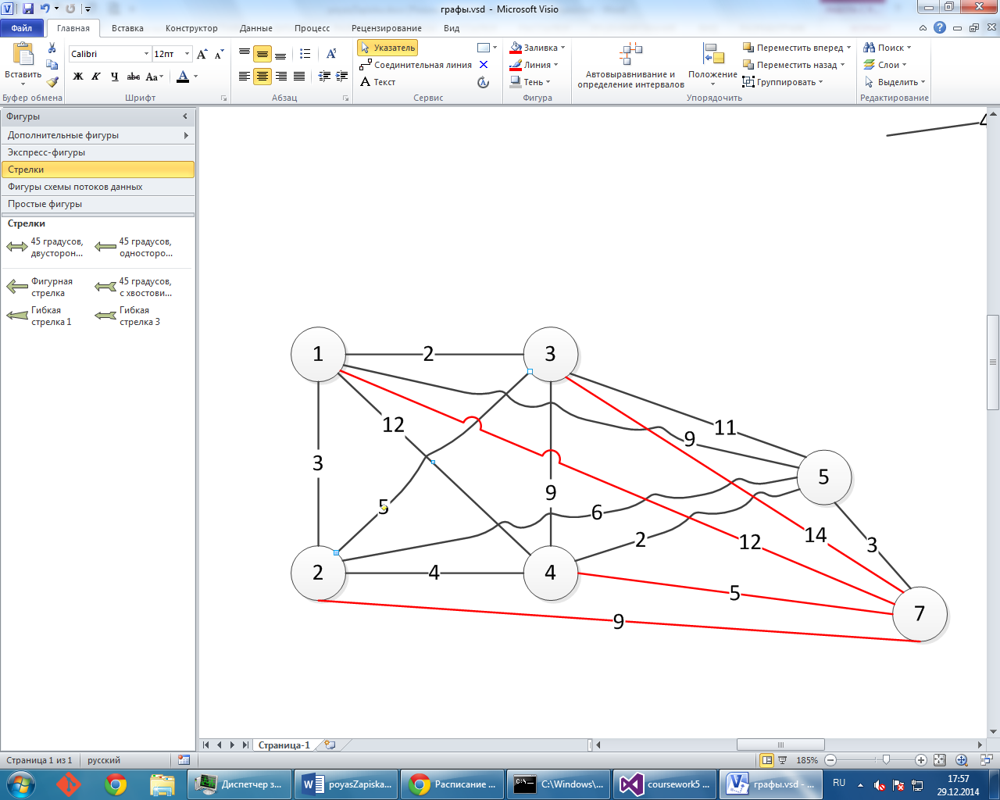 графы.vsd - Microsoft Visio
Файл Главная Вставка Конструктор Данные Процесс Рецензирование Вид
Вставить
Буфер обмена
Calibri 12пт
Ж К Ч abc Aa А
Шрифт
Абзац
Указатель
Соединительная линия
А Текст
Сервис
Заливка
Линия
Тень
Фигура
Автовыравнивание и
определение интервалов
Положение
Переместить вперед
Переместить назад
Группировать
Упорядочить
Поиск
Слои
Выделить
Редактирование
Фигуры
Дополнительные фигуры
Экспресс-фигуры
Стрелки
Фигуры схемы потоков данных
Простые фигуры
Стрелки
45 градусов,
двусторон...
45 градусов,
односторо...
Фигурная
стрелка
45 градусов,
с хвостови...
Гибкая
стрелка 1
Гибкая
стрелка 3
1
2
3
12
11
9
3
5
9
5
6
2
14
12
3
2
4
4
5
7
9
Страница-1
Страница 1 из 1 русский
185%
Диспетчер з...
poyasZapiska...
Расписание ...
C:\Windows\...
coursework5 ...
графы.vsd - ...
RU
17:57
29.12.2014